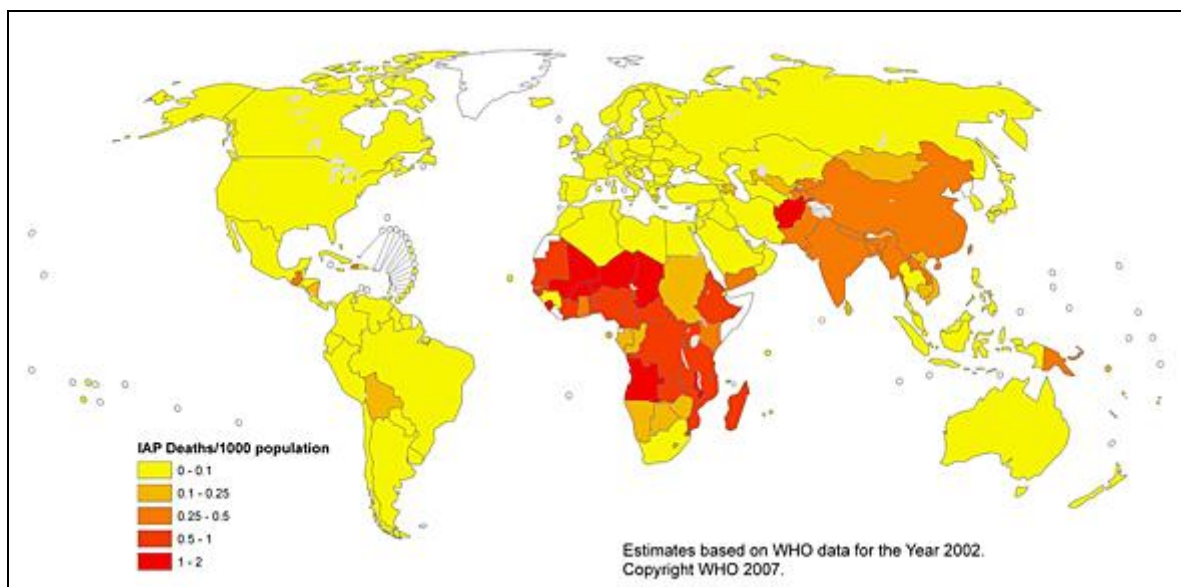 IAP Deaths/1000 population
0 - 0.1
0.1 - 0.25
0.25 - 0.5
0.5 - 1
1 - 2
Estimates based on WHO data for the Year 2002.
Copyright WHO 2007.